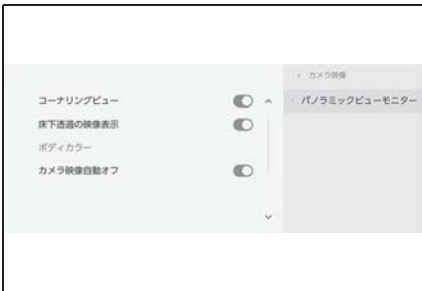 コーナリングビュー
床下透過の映像表示
ボディカラー
カメラ映像自動オフ
カメラ映像
パノラミックビューモニター